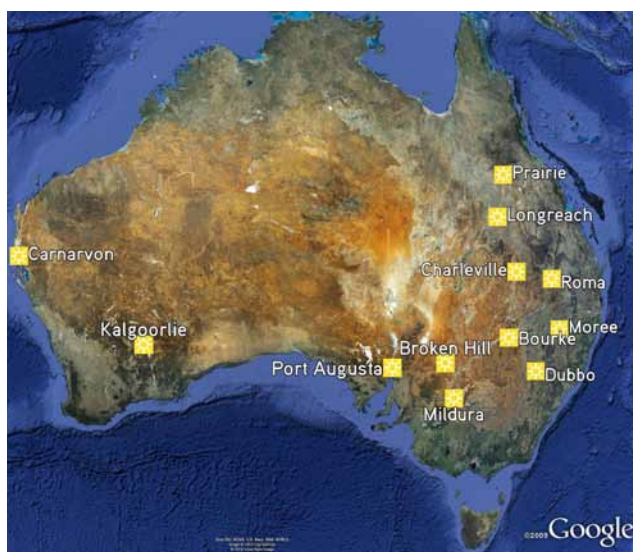 Prairie
Longreach
Carnarvon
Charleville
Roma
Kalgoorlie
Moree
Bourke
Broken Hill
Port Augusta
Dubbo
Mildura
©2009 Google